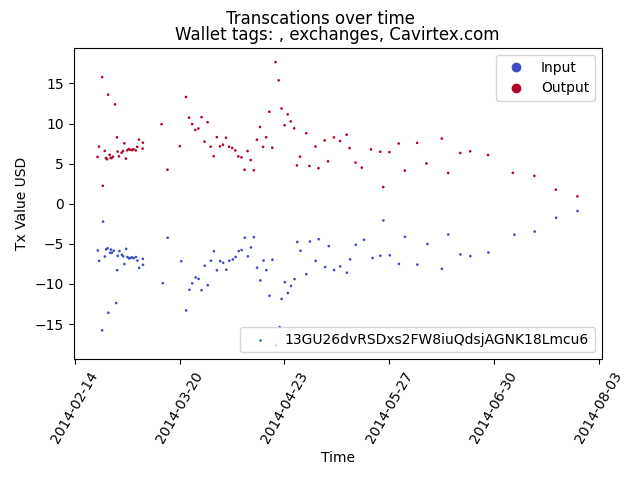 Transcations over time
Wallet tags: , exchanges, Cavirtex.com
Input
Output
15
10
5
0
−5
−10
−15
Tx Value USD
13GU26dvRSDxs2FW8iuQdsjAGNK18Lmcu6
2014-02-14
2014-03-20
2014-04-23
2014-05-27
2014-06-30
2014-08-03
Time